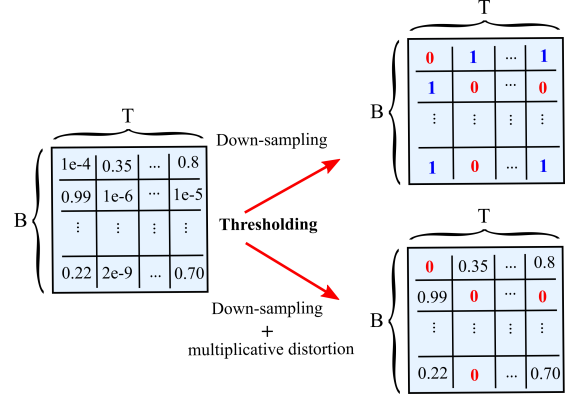 T
B
1e-4 0.35 ... 0.8
0.99 1e-6 ... 1e-5
⋮ ⋮ ⋮
0.22 2e-9 ... 0.70
Down-sampling
Thresholding
Down-sampling
+
multiplicative distortion
T
B
0 1 ... 1
1 0 ... 0
⋮ ⋮ ⋮
1 0 ... 1
T
B
0 0.35 ... 0.8
0.99 0 ... 0
⋮ ⋮ ⋮
0.22 0 ... 0.70